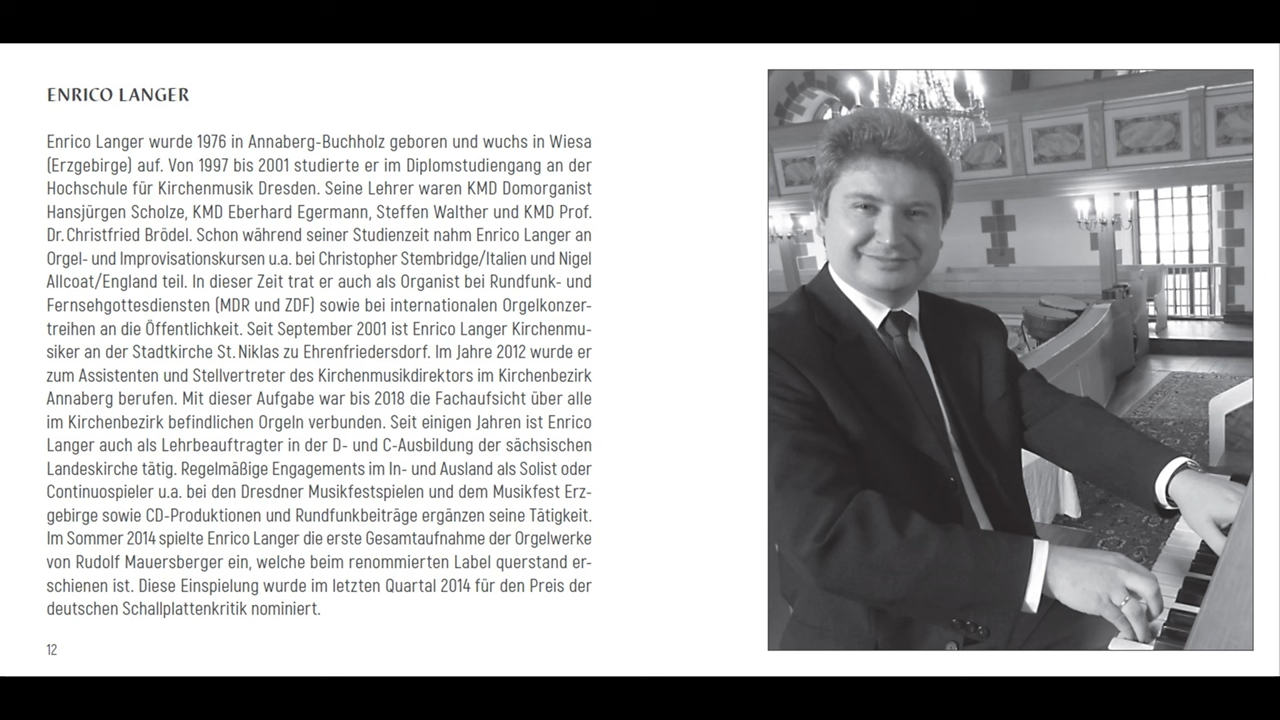 ENRICO LANGER
Enrico Langer wurde 1976 in Annaberg-Buchholz geboren und wuchs in Wiesa
(Erzgebirge) auf. Von 1997 bis 2001 studierte er im Diplomstudiengang an der
Hochschule für Kirchenmusik Dresden. Seine Lehrer waren KMD Domorganist
Hansjürgen Scholze, KMD Eberhard Egermann, Steffen Walther und KMD Prof.
Dr. Christfried Brödel. Schon während seiner Studienzeit nahm Enrico Langer an
Orgel- und Improvisationskursen u.a. bei Christopher Stembridge/Italien und Nigel
Allcoat/England teil. In dieser Zeit trat er auch als Organist bei Rundfunk- und
Fernsehgottesdiensten (MDR und ZDF) sowie bei internationalen Orgelkonzer-
treihen an die Öffentlichkeit. Seit September 2001 ist Enrico Langer Kirchenmu-
siker an der Stadtkirche St. Niklas zu Ehrenfriedersdorf. Im Jahre 2012 wurde er
zum Assistenten und Stellvertreter des Kirchenmusikdirektors im Kirchenbezirk
Annaberg berufen. Mit dieser Aufgabe war bis 2018 die Fachaufsicht über alle
im Kirchenbezirk befindlichen Orgeln verbunden. Seit einigen Jahren ist Enrico
Langer auch als Lehrbeauftragter in der D- und C-Ausbildung der sächsischen
Landeskirche tätig. Regelmäßige Engagements im In- und Ausland als Solist oder
Continuospieler u.a. bei den Dresdner Musikfestspielen und dem Musikfest Erz-
gebirge sowie CD-Produktionen und Rundfunkbeiträge ergänzen seine Tätigkeit.
Im Sommer 2014 spielte Enrico Langer die erste Gesamtaufnahme der Orgelwerke
von Rudolf Mauersberger ein, welche beim renommierten Label querstand er-
schienen ist. Diese Einspielung wurde im letzten Quartal 2014 für den Preis der
deutschen Schallplattenkritik nominiert.
12